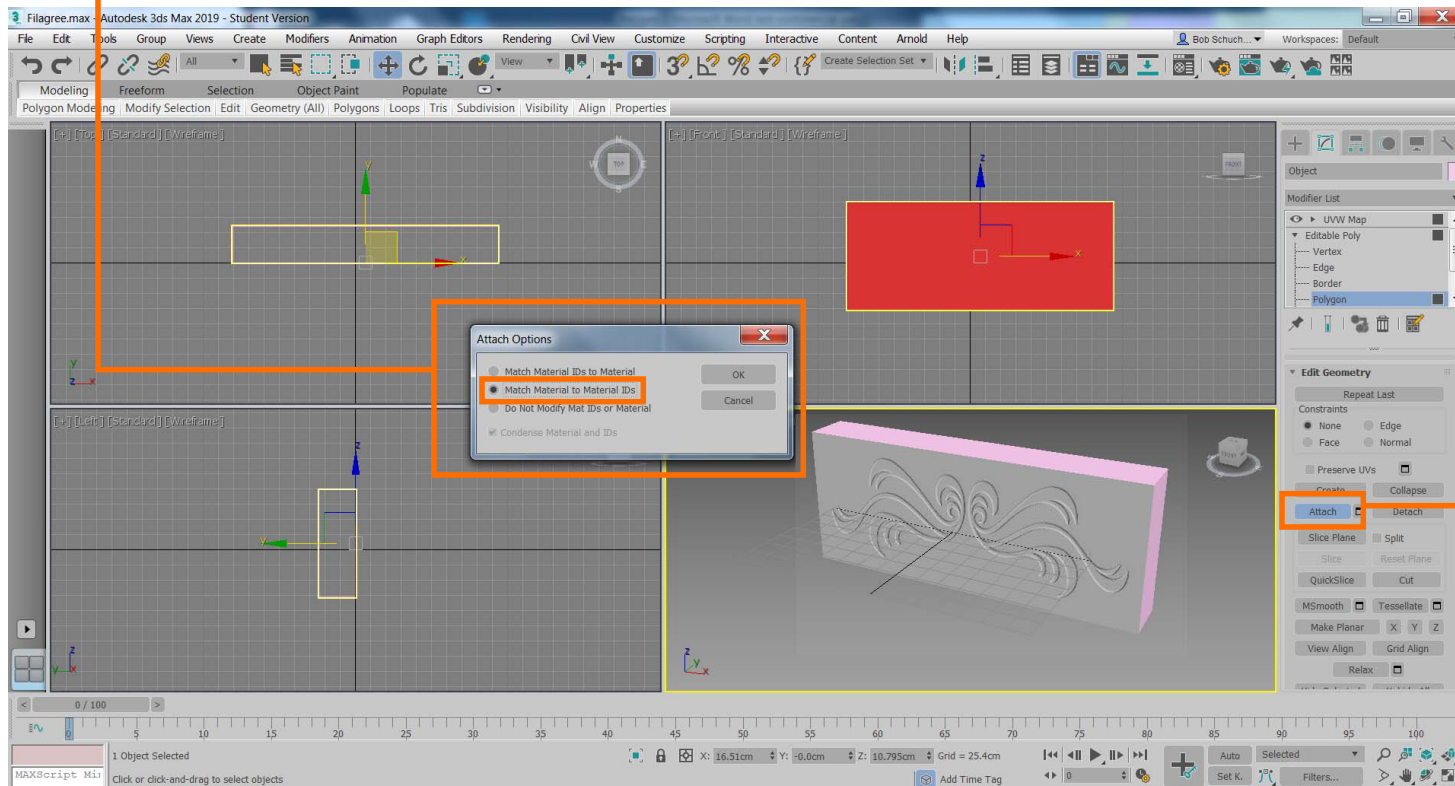 3 Filagree.max - Autodesk 3ds Max 2019 - Student Version
File Edit Tools Group Views Create Modifiers Animation Graph Editors Rendering Civil View Customize Scripting Interactive Content Arnold Help Bob Schuch... Workspaces: Default
All View Create Selection Set
Modeling Freeform Selection Object Paint Populate
Polygon Modeling Modify Selection Edit Geometry (All) Polygons Loops Tris Subdivision Visibility Align Properties
[+] [Top] [Standard] [Wireframe]
N
W TOP E
S
y
x
y
z x
[+] [Front] [Standard] [Wireframe]
FRONT
z
x
Object
Modifier List
UVW Map
Editable Poly
Vertex
Edge
Border
Polygon
Attach Options
Match Material IDs to Material
Match Material to Material IDs
Do Not Modify Mat IDs or Material
Condense Material and IDs
OK
Cancel
[+] [Left] [Standard] [Wireframe]
z
y
z
y x
z
y
x
Edit Geometry
Repeat Last
Constraints
None Edge
Face Normal
Preserve UVs
Create Collapse
Attach Detach
Slice Plane Split
Slice Reset Plane
QuickSlice Cut
MSmooth Tessellate
Make Planar X Y Z
View Align Grid Align
Relax
< 0 / 100 >
0 5 10 15 20 25 30 35 40 45 50 55 60 65 70 75 80 85 90 95 100
1 Object Selected X: 16.51cm Y: -0.0cm Z: 10.795cm Grid = 25.4cm Auto Selected
MAXScript Mi Click or click-and-drag to select objects Add Time Tag 0 Set K. Filters...